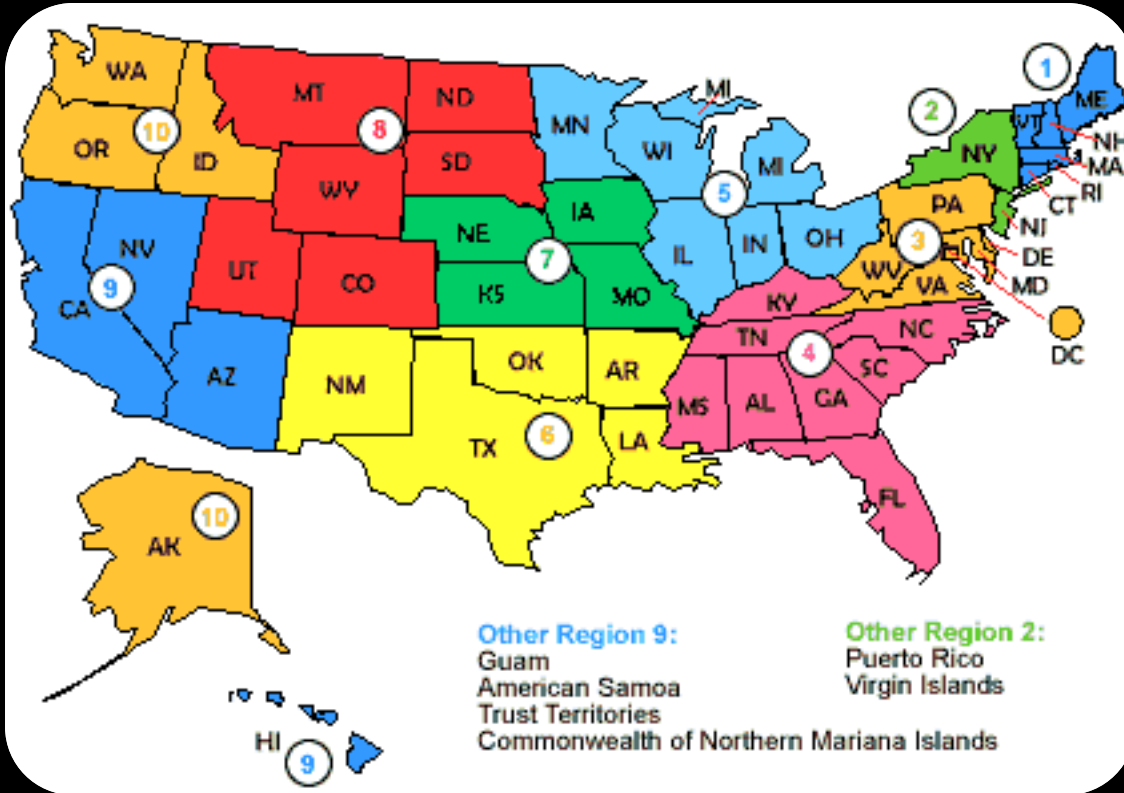 WA
MT
ND
MN
MI
1
ME
OR
10
ID
8
SD
WI
MI
2
VT
NH
NY
MA
RI
CT
WY
5
PA
NJ
NV
UT
CO
NE
IA
IL
IN
OH
3
WV
VA
DE
MD
DC
CA
9
KS
7
MO
KY
TN
4
NC
SC
AZ
NM
OK
AR
MS
AL
GA
TX
6
LA
FL
AK
10
HI
9
Other Region 9:
Guam
American Samoa
Trust Territories
Commonwealth of Northern Mariana Islands
Other Region 2:
Puerto Rico
Virgin Islands